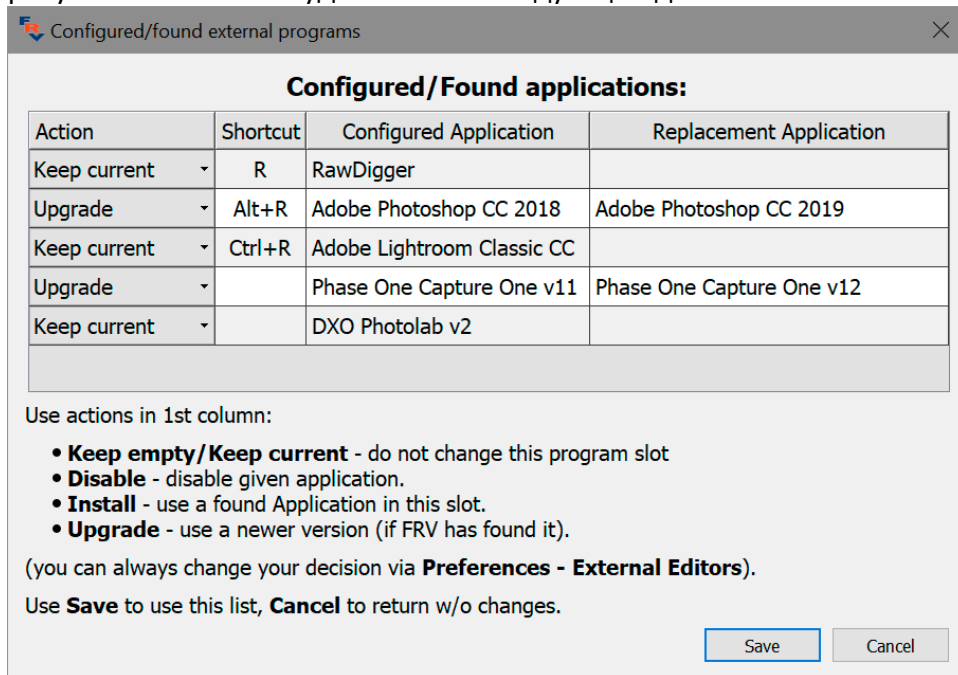 Configured/found external programs
Configured/Found applications:
Action Shortcut Configured Application Replacement Application
Keep current R RawDigger
Upgrade Alt+R Adobe Photoshop CC 2018 Adobe Photoshop CC 2019
Keep current Ctrl+R Adobe Lightroom Classic CC
Upgrade Phase One Capture One v11 Phase One Capture One v12
Keep current DXO Photolab v2
Use actions in 1st column:
• Keep empty/Keep current - do not change this program slot
• Disable - disable given application.
• Install - use a found Application in this slot.
• Upgrade - use a newer version (if FRV has found it).
(you can always change your decision via Preferences - External Editors).
Use Save to use this list, Cancel to return w/o changes.
Save Cancel